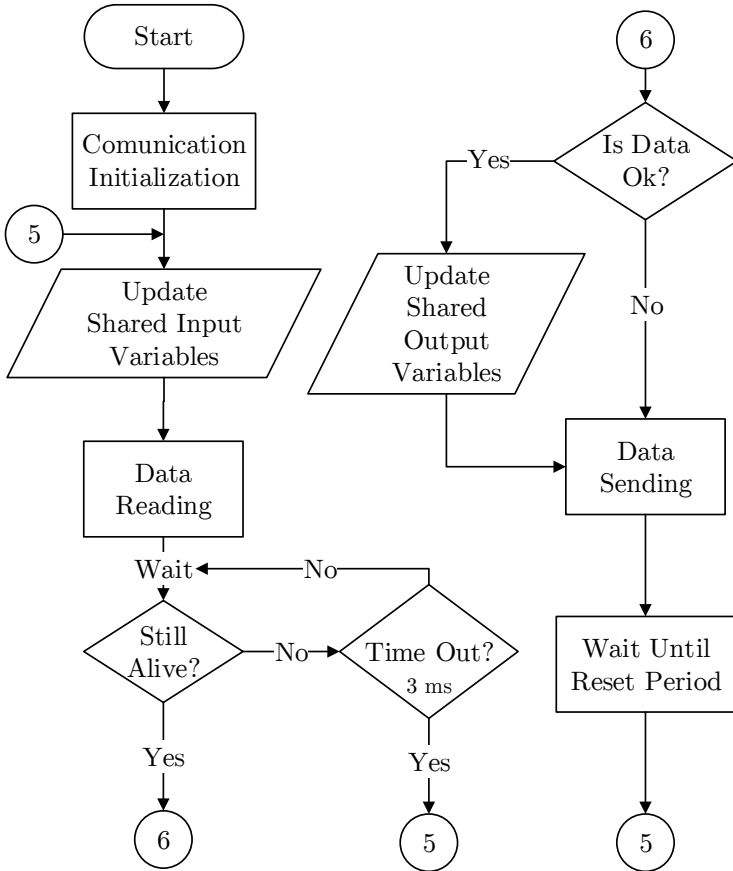 Start
Comunication
Initialization
5
Update
Shared Input
Variables
Data
Reading
Wait
No
Still
Alive?
No
Time Out?
3 ms
Yes
Yes
6
5
6
Is Data
Ok?
Yes
Update
Shared
Output
Variables
No
Data
Sending
Wait Until
Reset Period
5